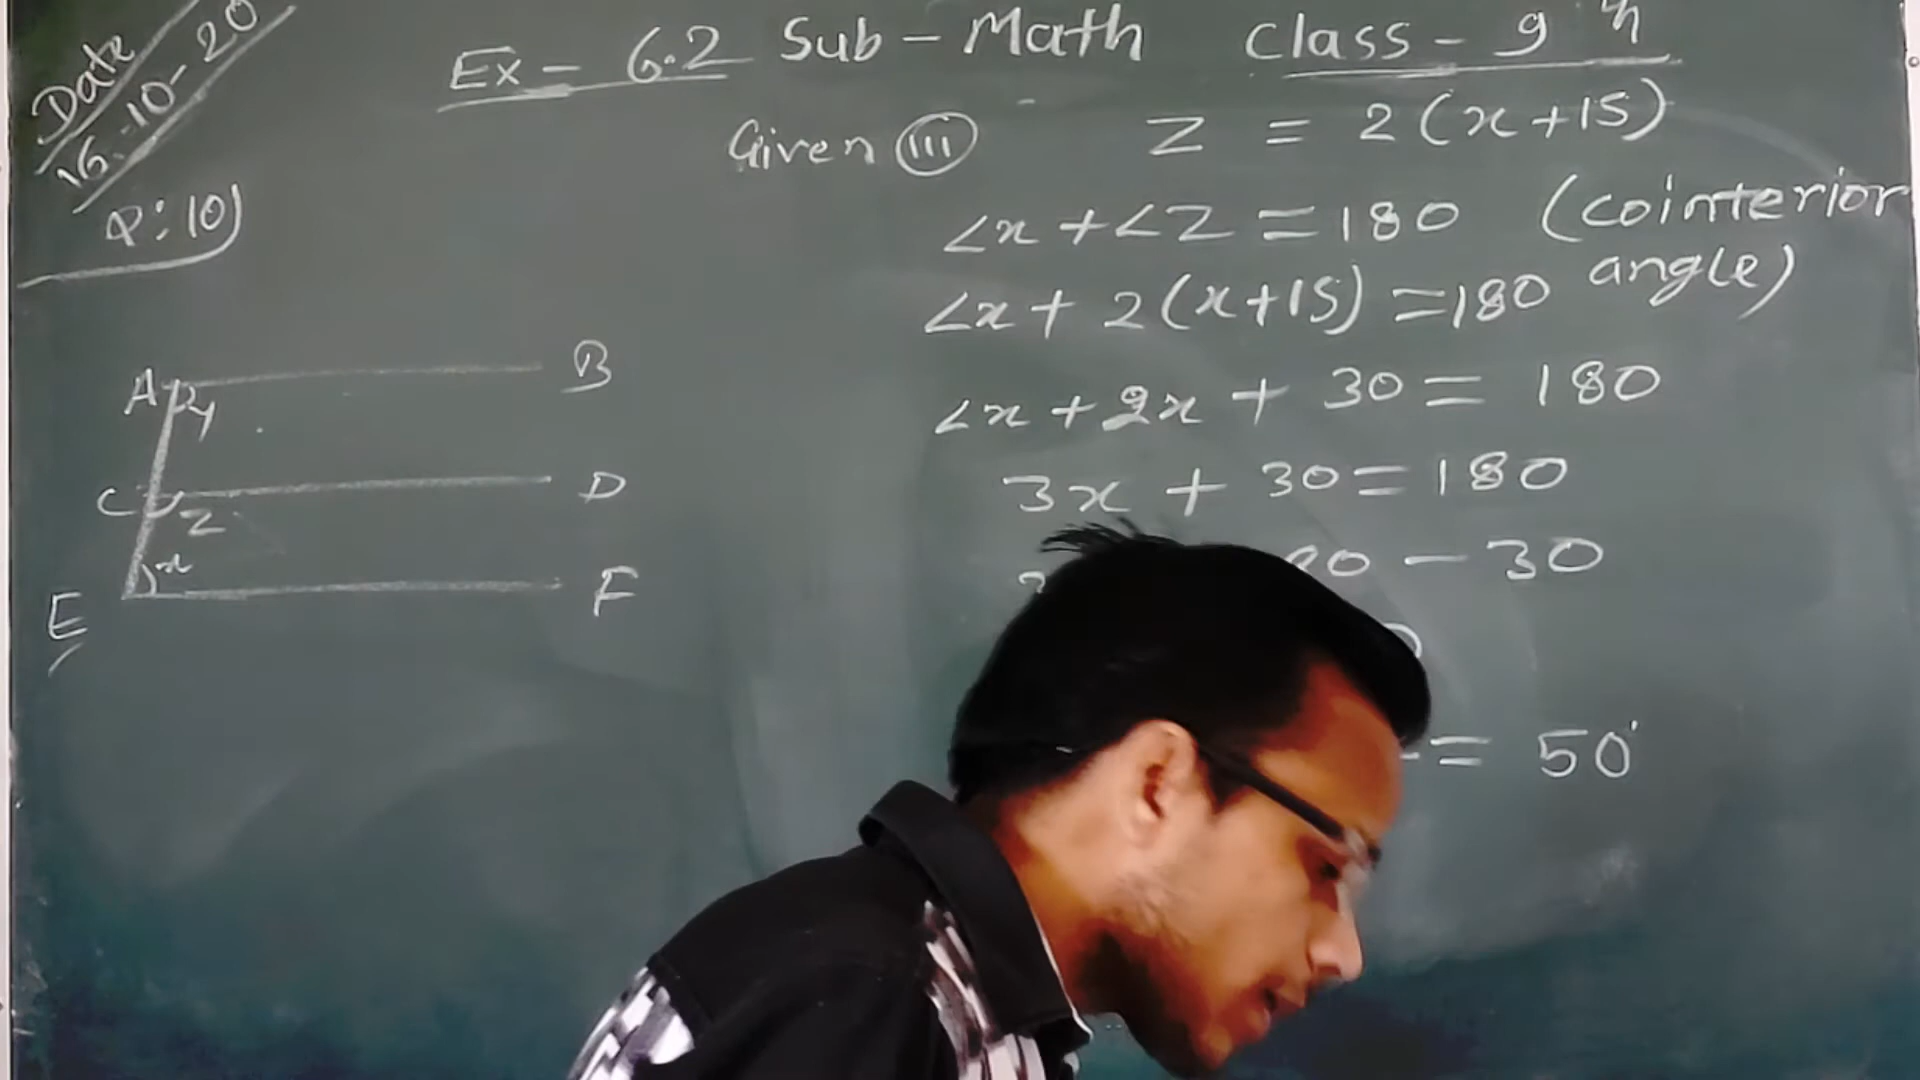 Date
16-10-20
Ex - 6.2 Sub - Math Class - 9th
Q:10)
Given (III) Z = 2(x+15)
∠x + ∠Z = 180 (cointerior angle)
∠x + 2(x+15) = 180
∠x + 2x + 30 = 180
3x + 30 = 180
- 30
= 50°
A y B
C Z D
E x F